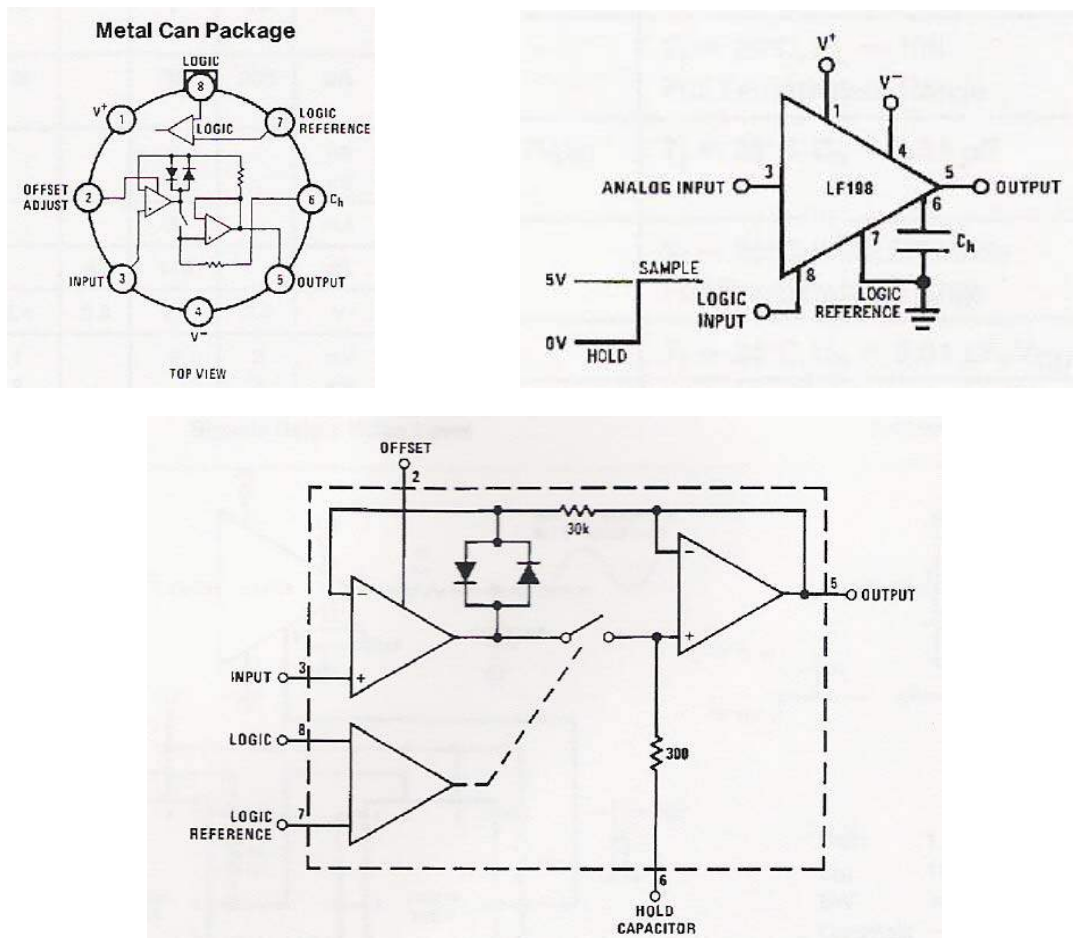 Metal Can Package
LOGIC
8
V+
1
LOGIC
7
LOGIC
REFERENCE
OFFSET
ADJUST
2
6
Ch
INPUT
3
5
OUTPUT
4
V−
TOP VIEW
V+
V−
1
4
ANALOG INPUT
3
LF198
5
OUTPUT
6
7
Ch
8
5V
SAMPLE
LOGIC
INPUT
LOGIC
REFERENCE
0V
HOLD
OFFSET
2
30k
−
−
5
OUTPUT
+
INPUT
3
+
LOGIC
8
300
LOGIC
REFERENCE
7
6
HOLD
CAPACITOR